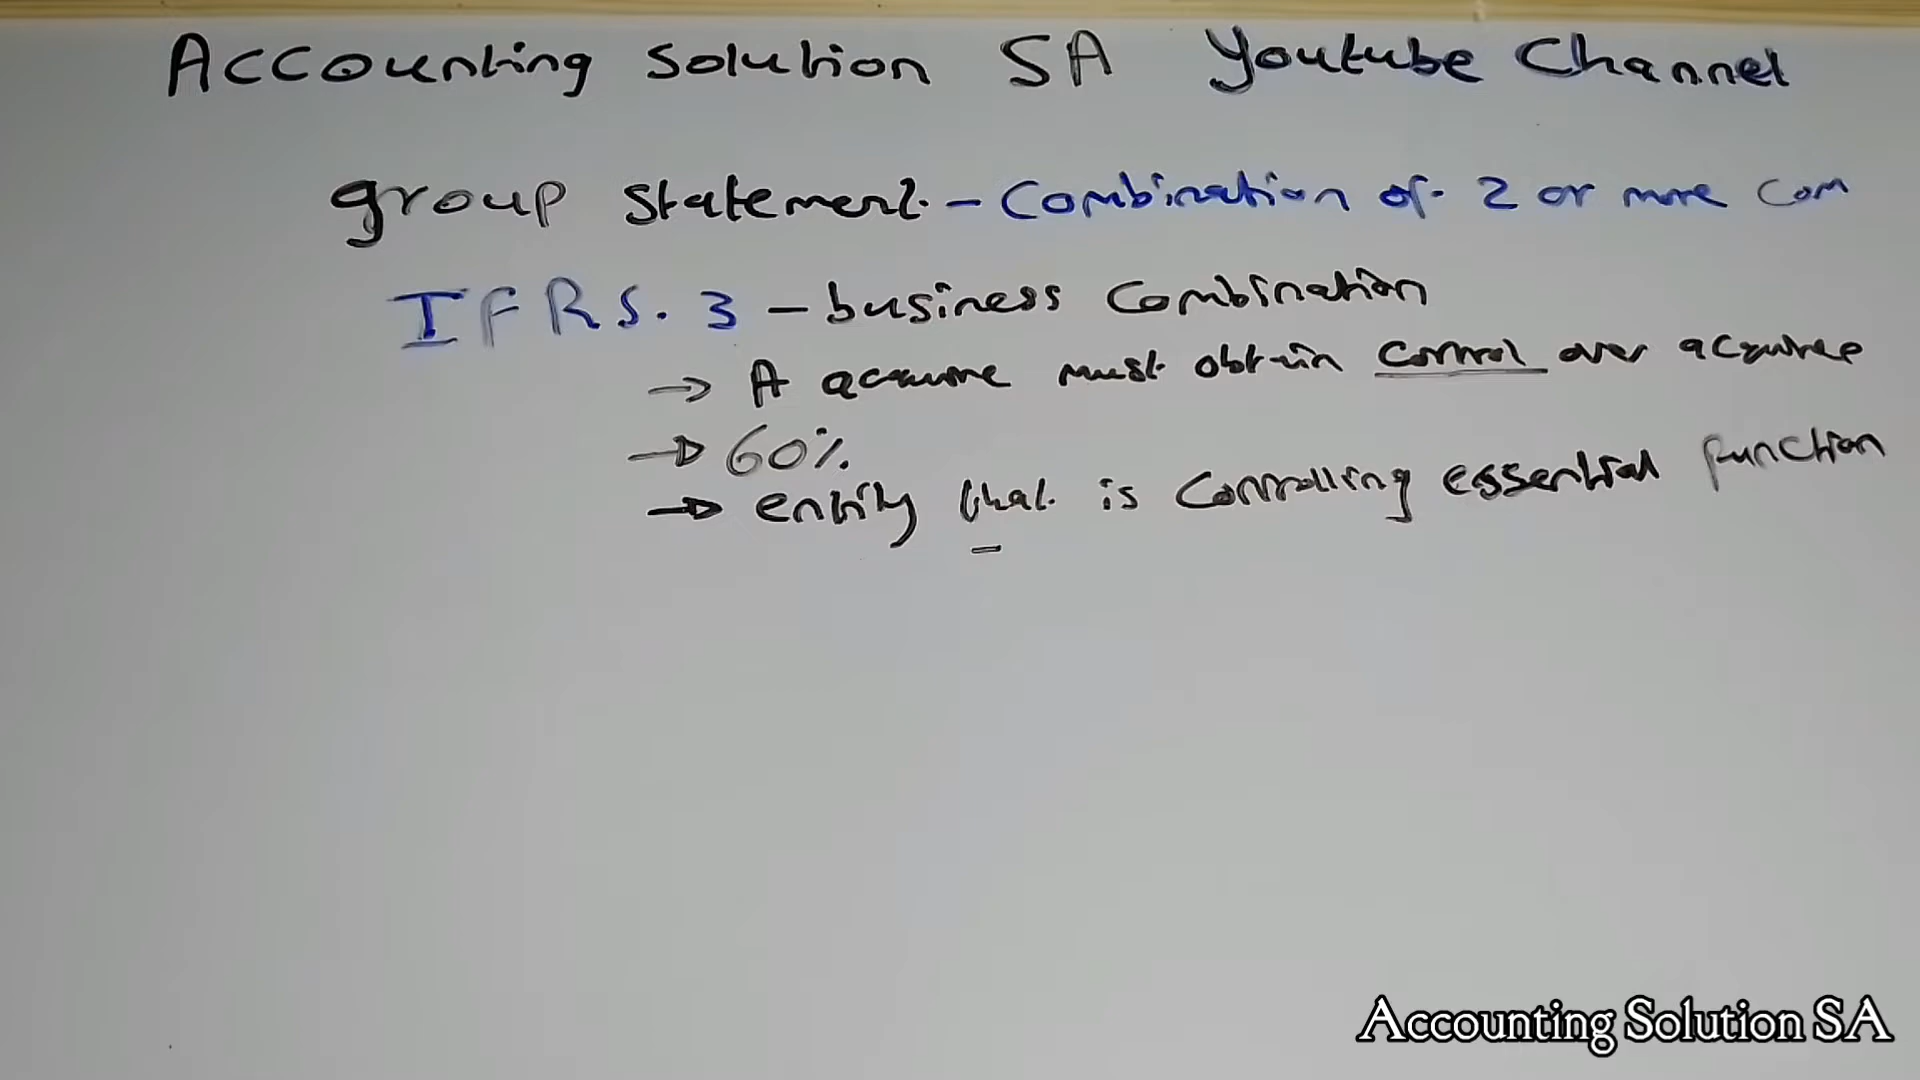 Accounting Solution SA Youtube Channel
group statement - Combination of 2 or more com
IFRS. 3 - business Combination
→ A acquire must obtain control over acquiree
→ 60%
→ entity that is Controlling essential function
Accounting Solution SA